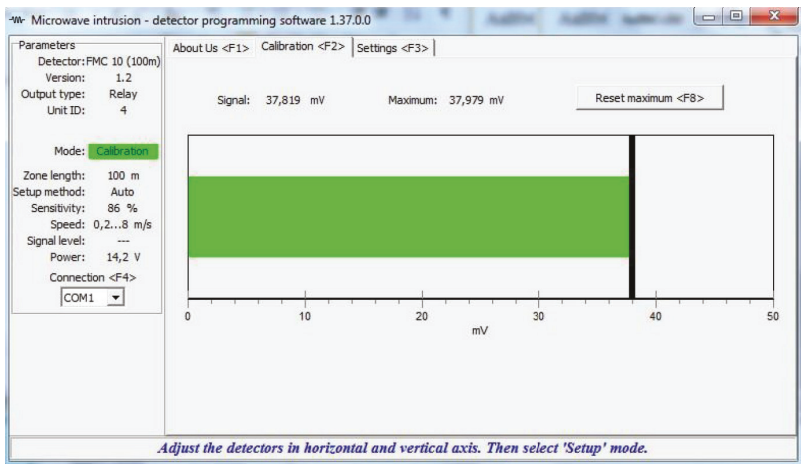 Microwave intrusion - detector programming software 1.37.0.0
Parameters
Detector: FMC 10 (100m)
Version: 1.2
Output type: Relay
Unit ID: 4
Mode: Calibration
Zone length: 100 m
Setup method: Auto
Sensitivity: 86 %
Speed: 0,2...8 m/s
Signal level: ---
Power: 14,2 V
Connection <F4>
COM1
About Us <F1> Calibration <F2> Settings <F3>
Signal: 37,819 mV Maximum: 37,979 mV Reset maximum <F8>
0 10 20 30 40 50
mV
Adjust the detectors in horizontal and vertical axis. Then select 'Setup' mode.